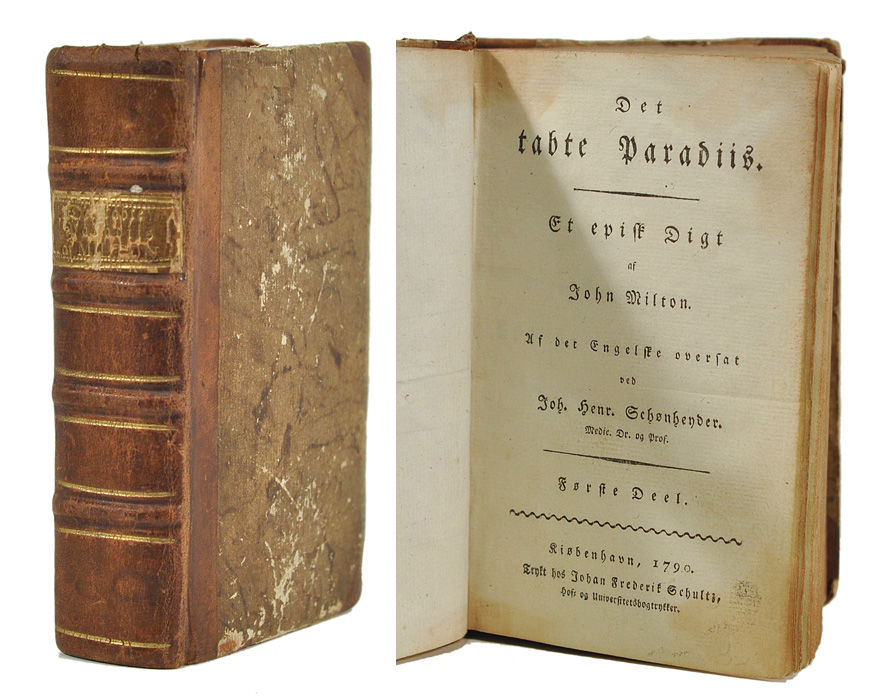 Det
tabte Paradiis.
Et episk Digt
af
John Milton.
Af det Engelske oversat
ved
Joh. Henr. Schønheyder.
Medic. Dr. og Prof.
Første Deel.
Kiøbenhavn, 1790.
Trykt hos Johan Frederik Schultz,
Hof- og Universitetsbogtrykker.